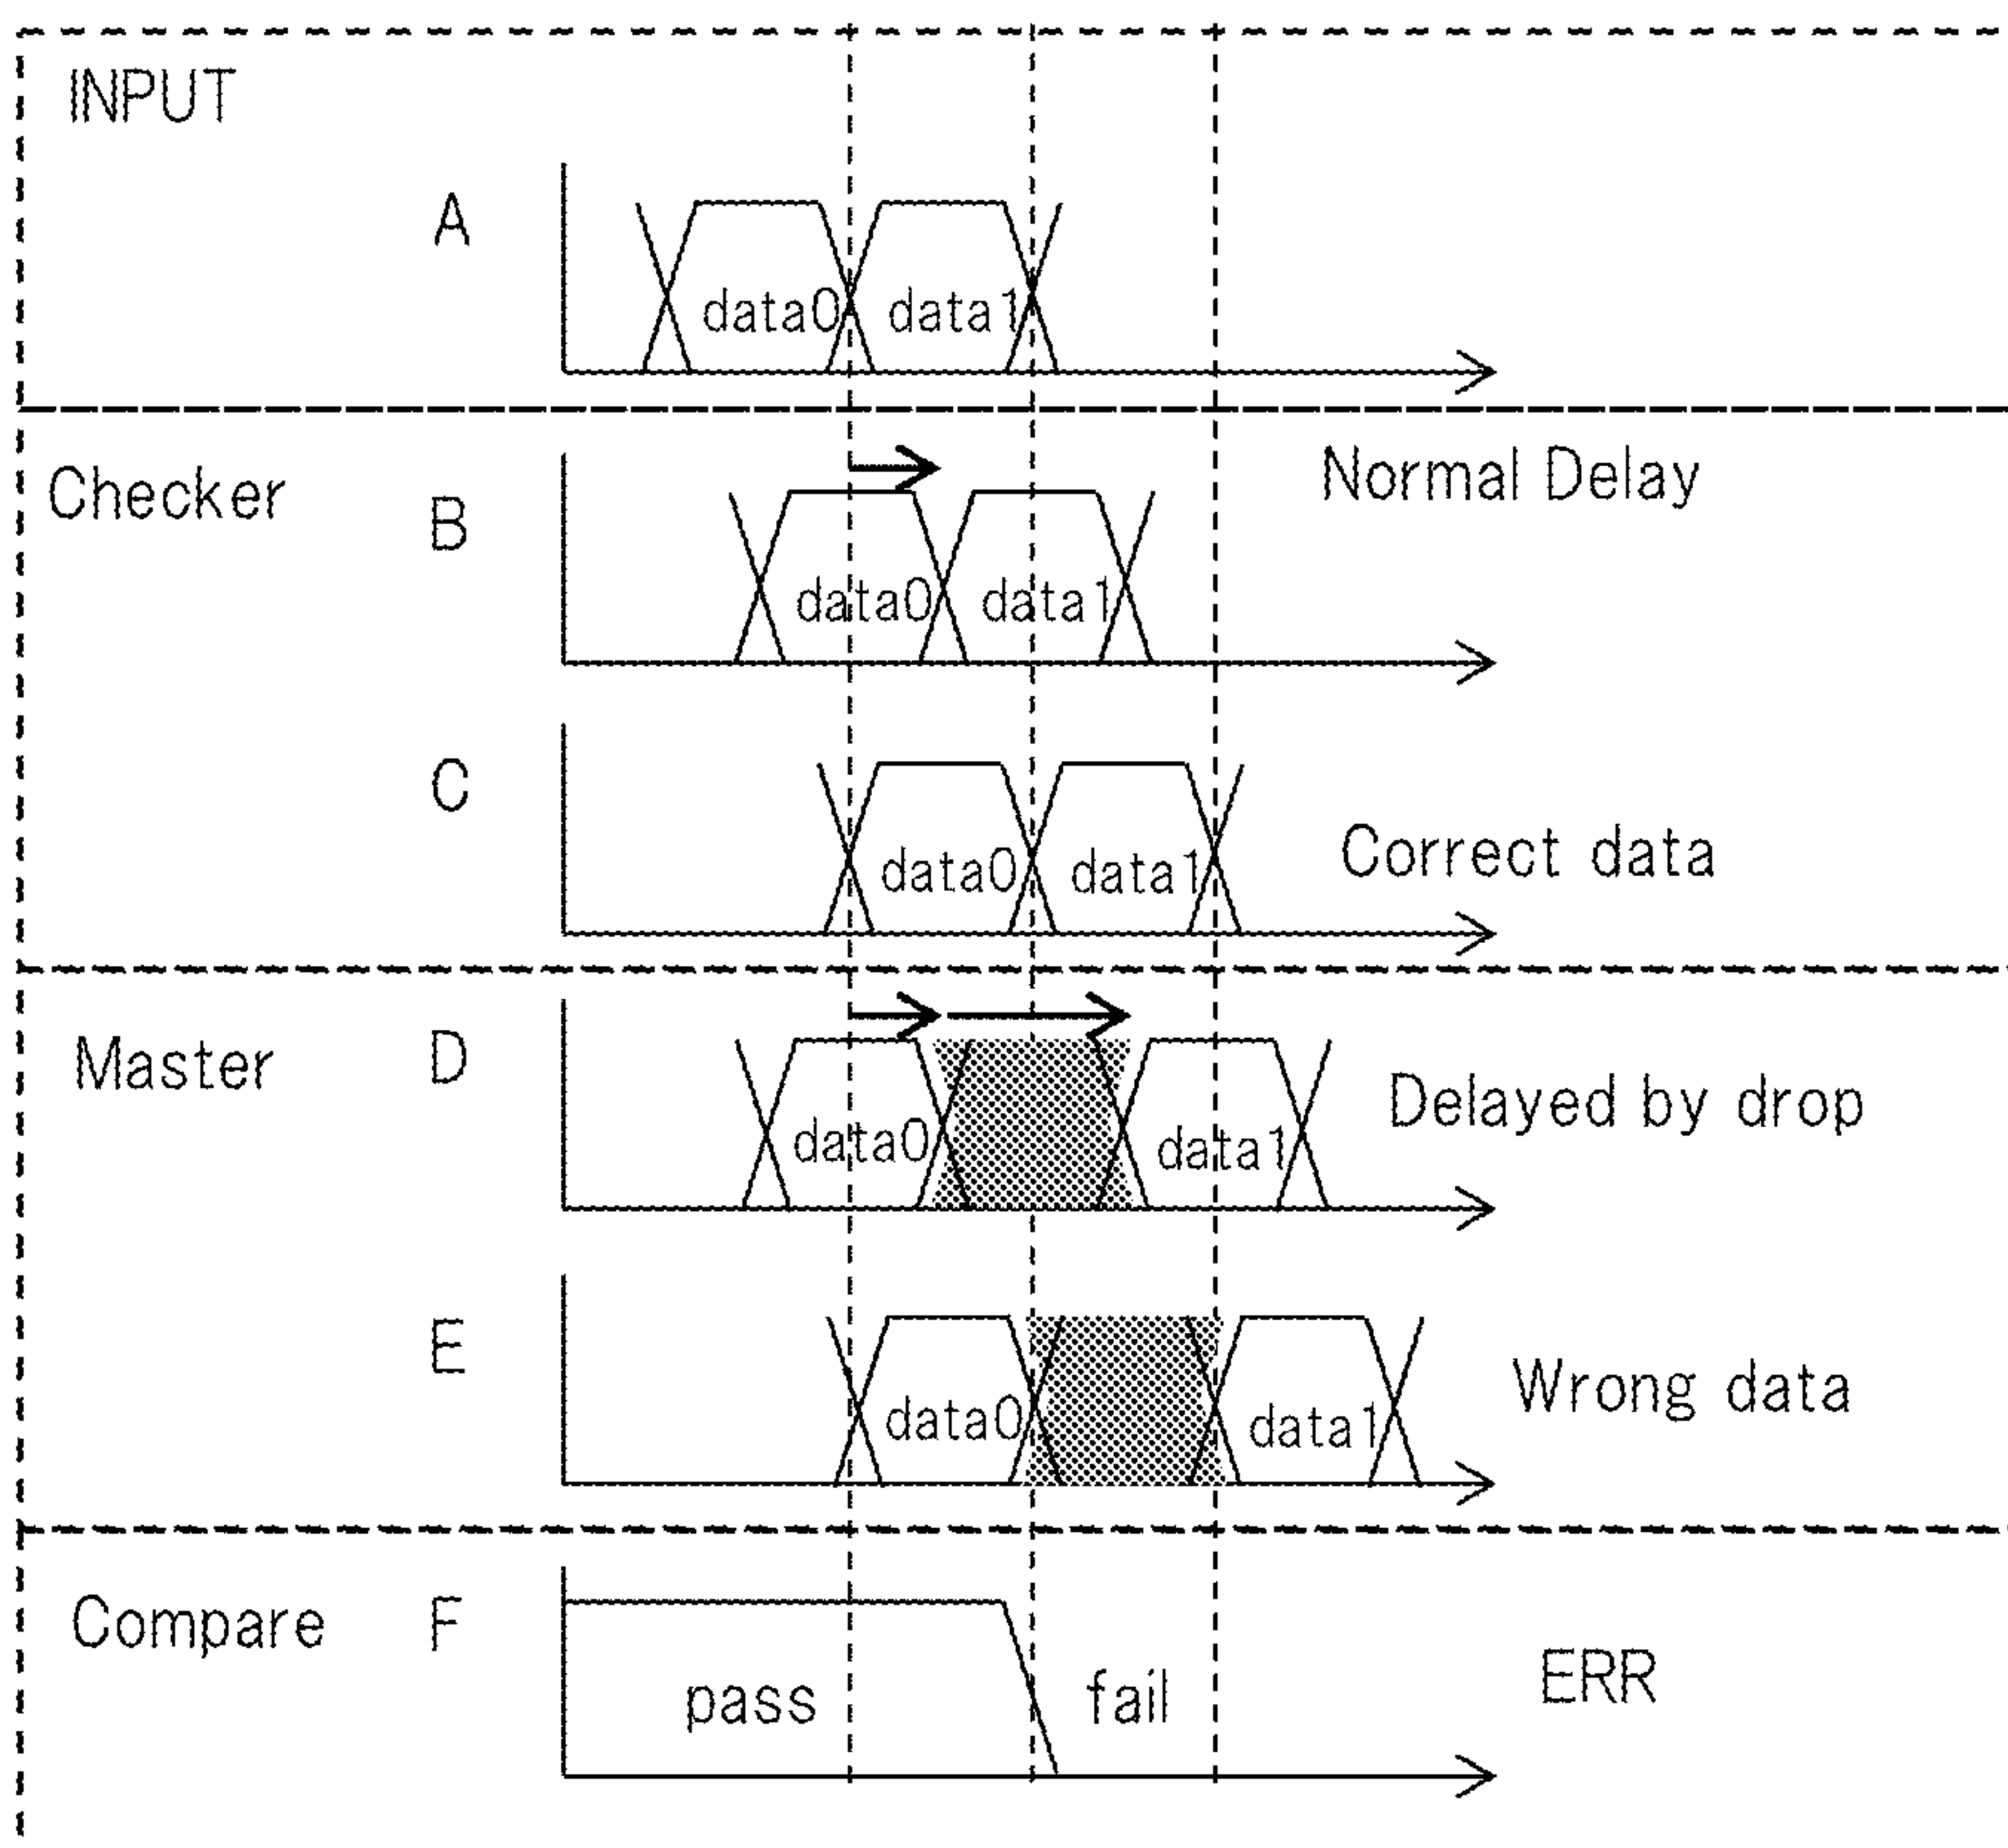 INPUT
A
data0 data1
Checker
B
Normal Delay
data0 data1
C
Correct data
data0 data1
Master
D
Delayed by drop
data0 data1
E
Wrong data
data0 data1
Compare
F
ERR
pass fail